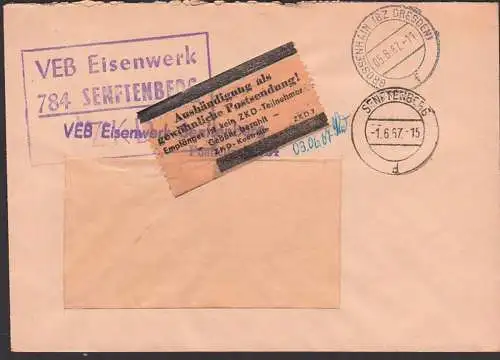 VEB Eisenwerk
784 SENFTENBERG
VEB Eisenwerk
Aushändigung als
gewöhnliche Postsendung!
Empfänger kein ZKD-Teilnehmer
Gebühr bezahlt –
ZKD-Kontrolle
ZKD 1
03.06.67
GROSSENHAIN (BZ DRESDEN)
05.6.67.-11
SENFTENBERG
-1.6.67.-15
d